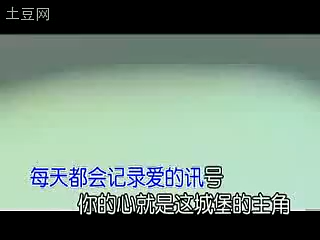 土豆网
每天都会记录爱的讯号
你的心就是这城堡的主角